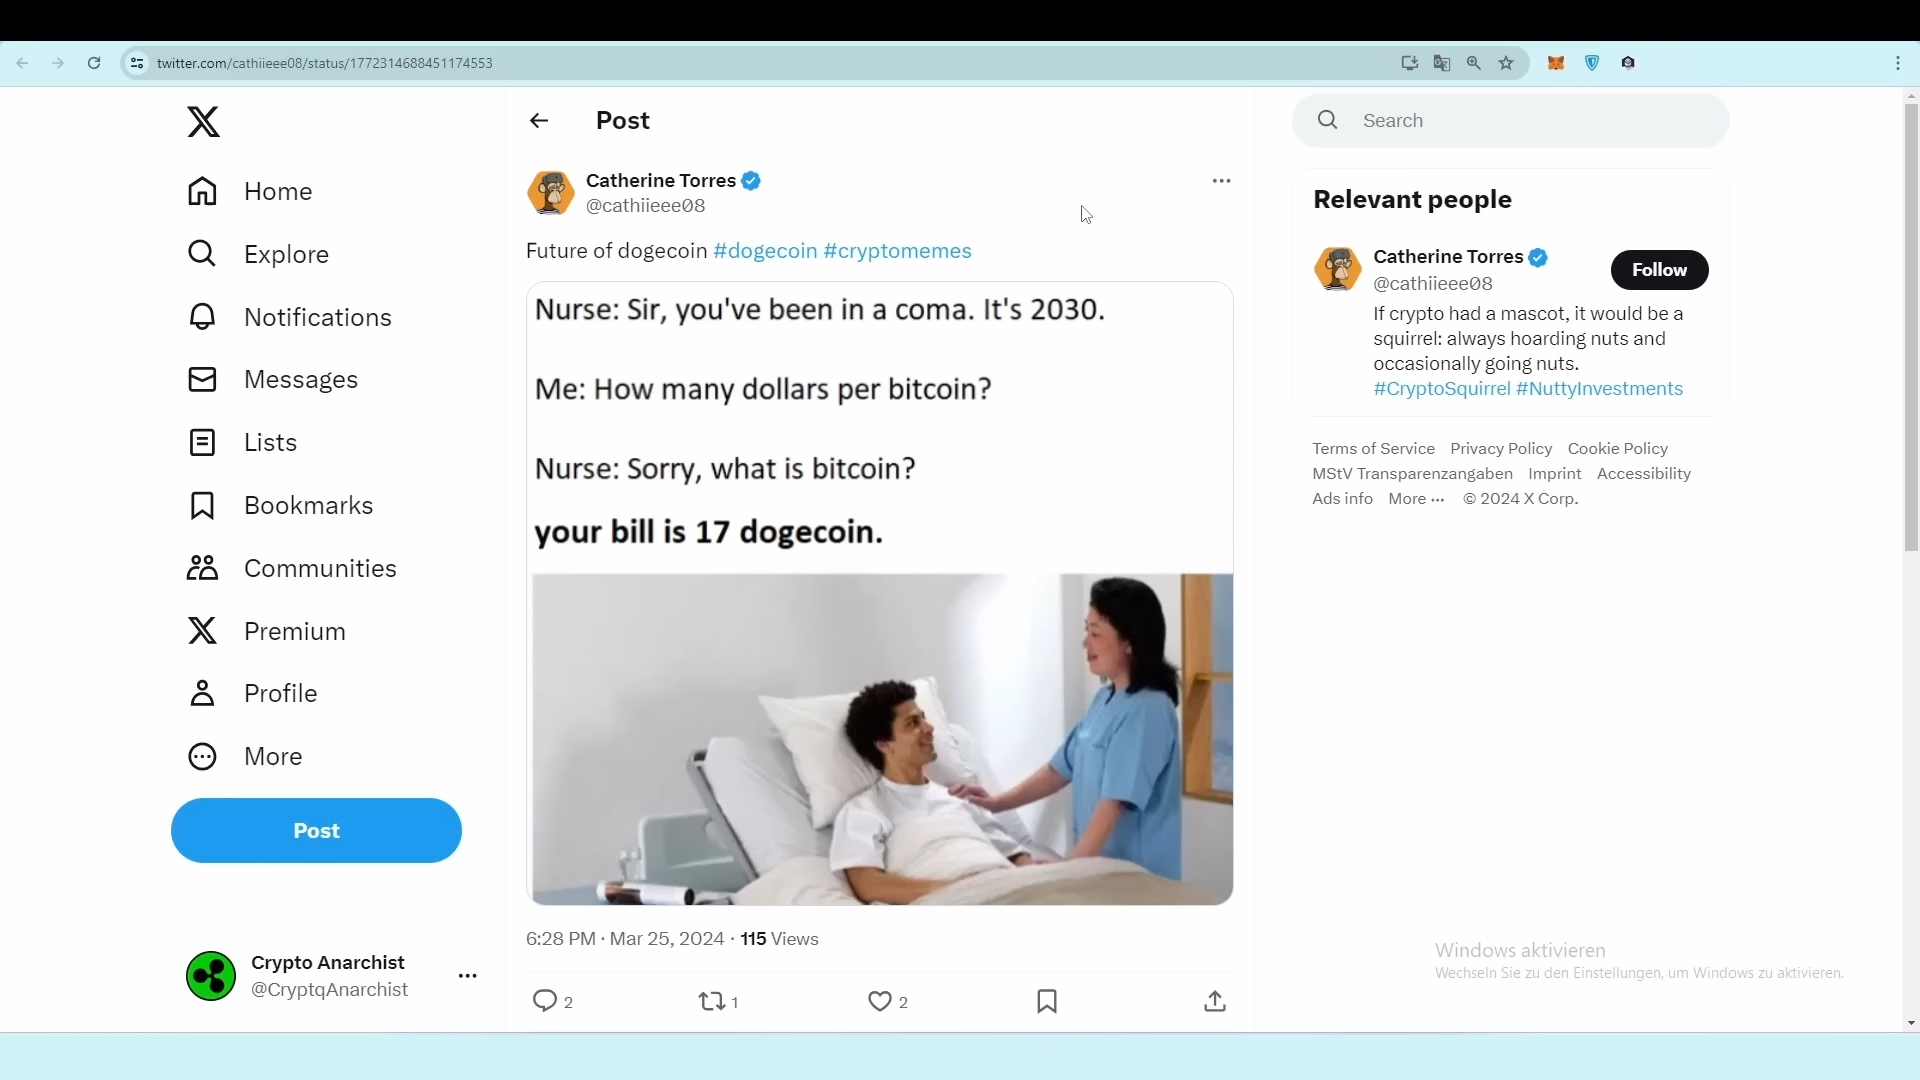 twitter.com/cathiieee08/status/1772314688451174553
Home
Explore
Notifications
Messages
Lists
Bookmarks
Communities
Premium
Profile
More
Post
Crypto Anarchist
@CryptqAnarchist
Post
Catherine Torres
@cathiieee08
Future of dogecoin #dogecoin #cryptomemes
Nurse: Sir, you've been in a coma. It's 2030.
Me: How many dollars per bitcoin?
Nurse: Sorry, what is bitcoin?
your bill is 17 dogecoin.
6:28 PM · Mar 25, 2024 · 115 Views
2 1 2
Search
Relevant people
Catherine Torres
@cathiieee08
Follow
If crypto had a mascot, it would be a
squirrel: always hoarding nuts and
occasionally going nuts.
#CryptoSquirrel #NuttyInvestments
Terms of Service Privacy Policy Cookie Policy
MStV Transparenzangaben Imprint Accessibility
Ads info More ··· © 2024 X Corp.
Windows aktivieren
Wechseln Sie zu den Einstellungen, um Windows zu aktivieren.